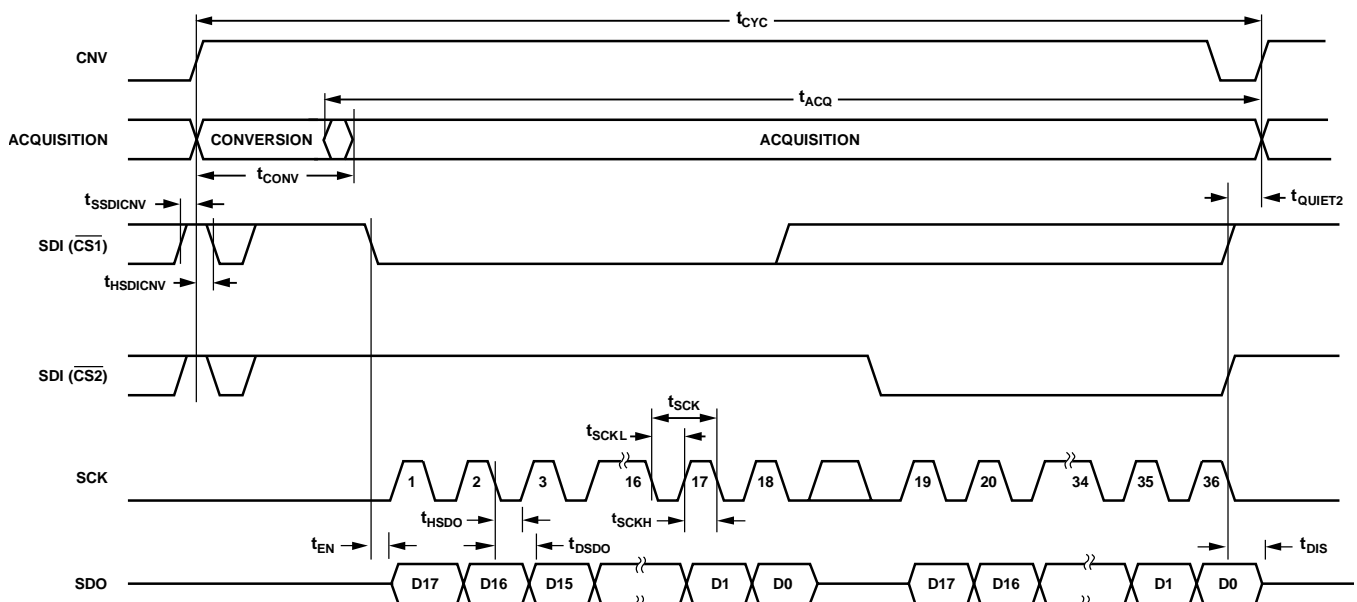 tCYC
CNV
tACQ
ACQUISITION CONVERSION ACQUISITION
tCONV
tSSDICNV
tQUIET2
SDI (CS1)
tHSDICNV
SDI (CS2)
tSCK
tSCKL
SCK 1 2 3 16 17 18 19 20 34 35 36
tHSDO tSCKH
tEN tDSDO tDIS
SDO D17 D16 D15 D1 D0 D17 D16 D1 D0